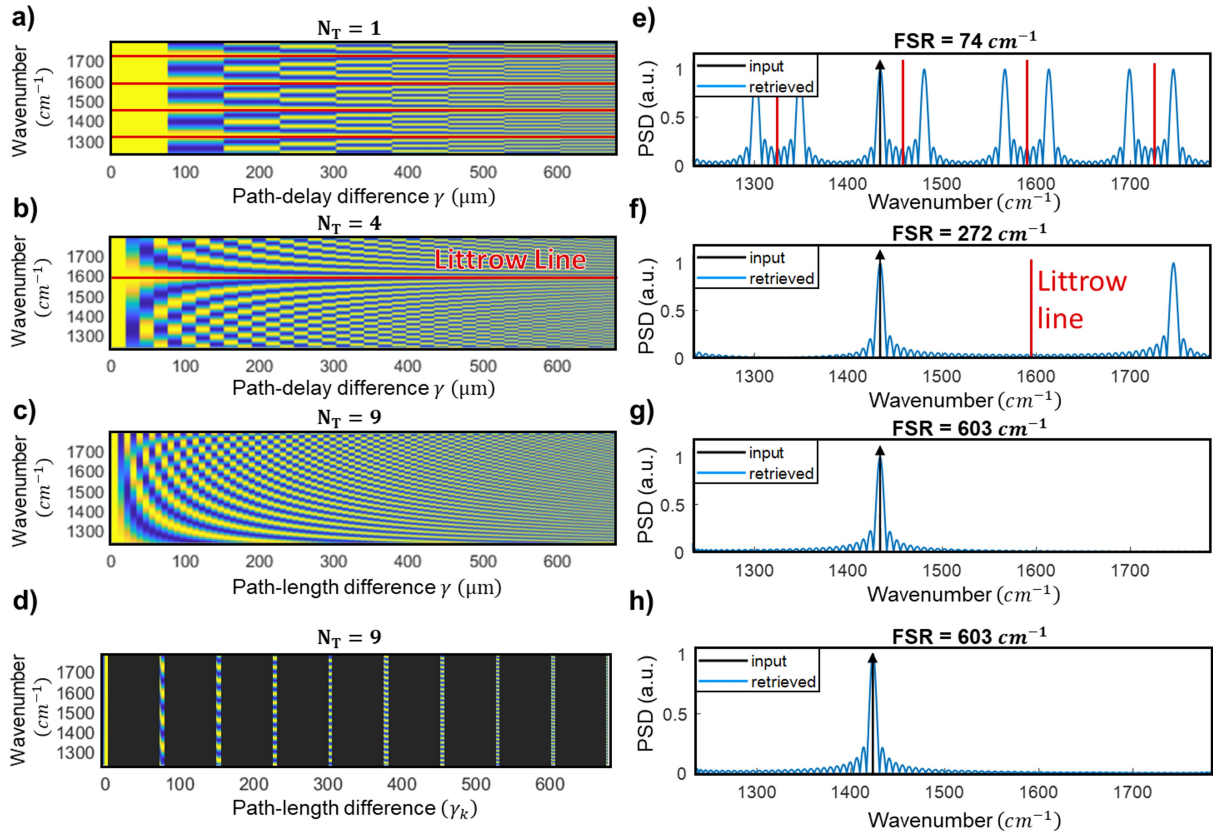 a)
N_T = 1
Wavenumber
(cm⁻¹)
1700
1600
1500
1400
1300
0 100 200 300 400 500 600
Path-delay difference γ (μm)
b)
N_T = 4
Wavenumber
(cm⁻¹)
1700
1600
1500
1400
1300
Littrow Line
0 100 200 300 400 500 600
Path-delay difference γ (μm)
c)
N_T = 9
Wavenumber
(cm⁻¹)
1700
1600
1500
1400
1300
0 100 200 300 400 500 600
Path-length difference γ (μm)
d)
N_T = 9
Wavenumber
(cm⁻¹)
1700
1600
1500
1400
1300
0 100 200 300 400 500 600
Path-length difference (γ_k)
e)
FSR = 74 cm⁻¹
PSD (a.u.)
1
0.5
0
input
retrieved
1300 1400 1500 1600 1700
Wavenumber (cm⁻¹)
f)
FSR = 272 cm⁻¹
PSD (a.u.)
1
0.5
0
input
retrieved
Littrow
line
1300 1400 1500 1600 1700
Wavenumber (cm⁻¹)
g)
FSR = 603 cm⁻¹
PSD (a.u.)
1
0.5
0
input
retrieved
1300 1400 1500 1600 1700
Wavenumber (cm⁻¹)
h)
FSR = 603 cm⁻¹
PSD (a.u.)
1
0.5
0
input
retrieved
1300 1400 1500 1600 1700
Wavenumber (cm⁻¹)